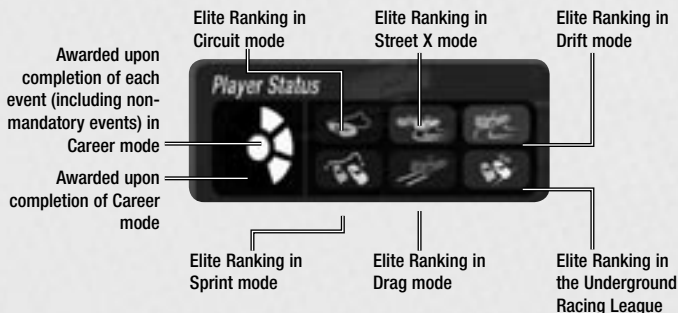 Elite Ranking in
Circuit mode
Elite Ranking in
Street X mode
Elite Ranking in
Drift mode
Awarded upon
completion of each
event (including non-
mandatory events) in
Career mode
Awarded upon
completion of Career
mode
Player Status
Elite Ranking in
Sprint mode
Elite Ranking in
Drag mode
Elite Ranking in
the Underground
Racing League